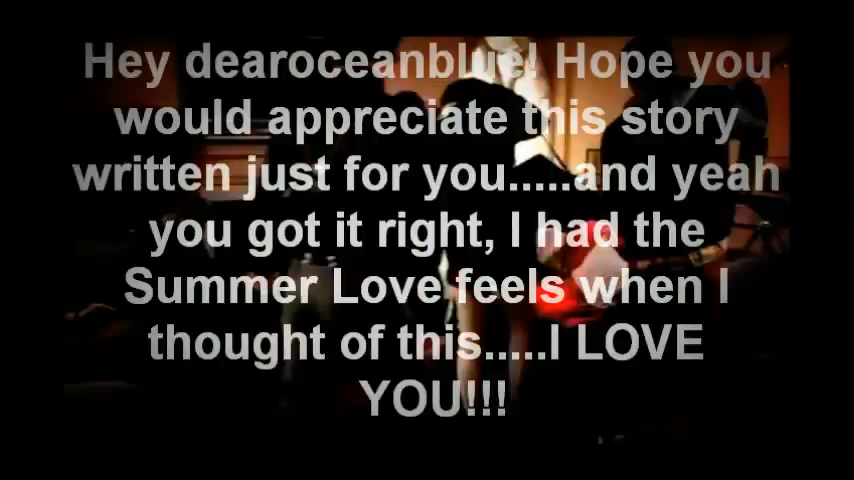 Hey dearoceanblue! Hope you
would appreciate this story
written just for you.....and yeah
you got it right, I had the
Summer Love feels when I
thought of this.....I LOVE
YOU!!!